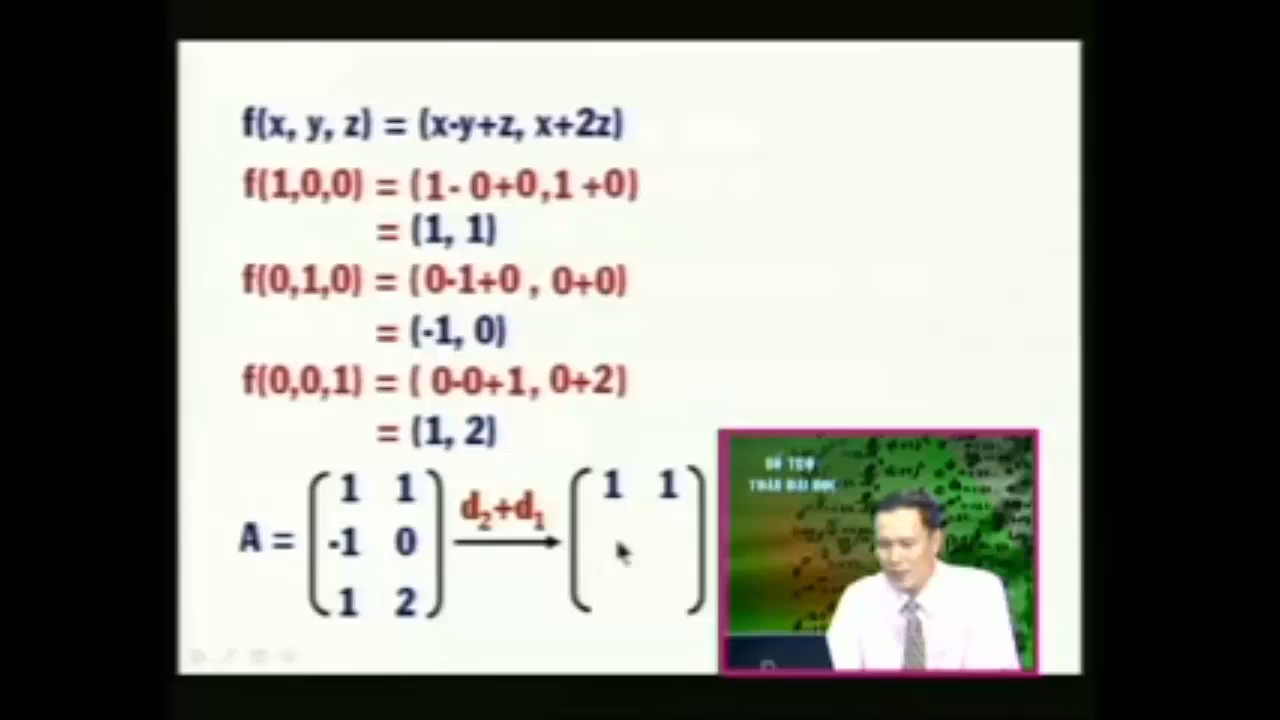 f(x, y, z) = (x-y+z, x+2z)
f(1,0,0) = (1- 0+0,1 +0)
= (1, 1)
f(0,1,0) = (0-1+0 , 0+0)
= (-1, 0)
f(0,0,1) = ( 0-0+1, 0+2)
= (1, 2)
A = ( 1 1
-1 0
1 2 )
d₂+d₁
( 1 1 )